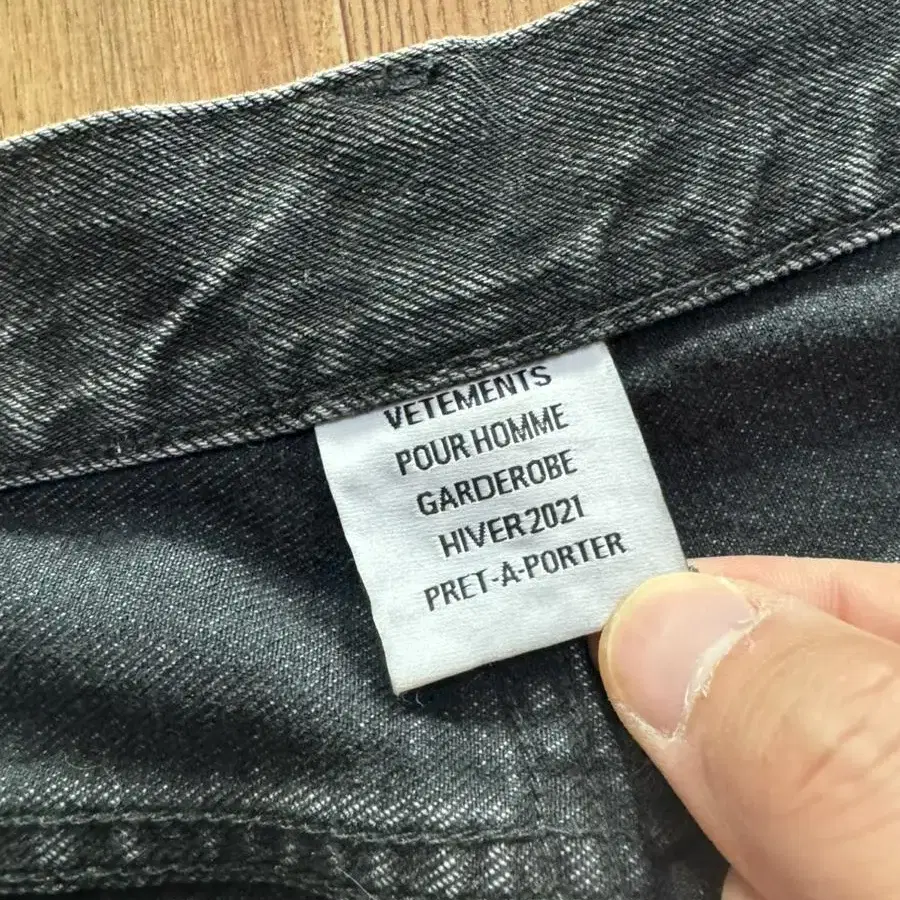 VETEMENTS
POUR HOMME
GARDEROBE
HIVER 2021
PRET-A-PORTER